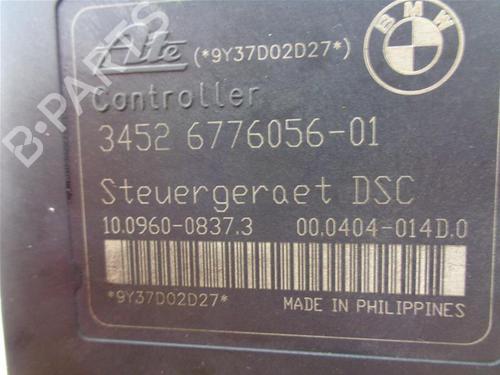 Ate (*9Y37D02D27*) BMW
Controller
3452 6776056-01
Steuergeraet DSC
10.0960-0837.3 00.0404-014D.0
*9Y37D02D27* MADE IN PHILIPPINES
B-PARTS